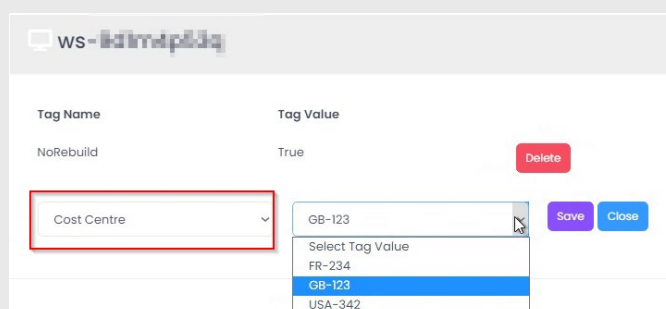 ws-
Tag Name Tag Value
NoRebuild True Delete
Cost Centre GB-123 Save Close
Select Tag Value
FR-234
GB-123
USA-342